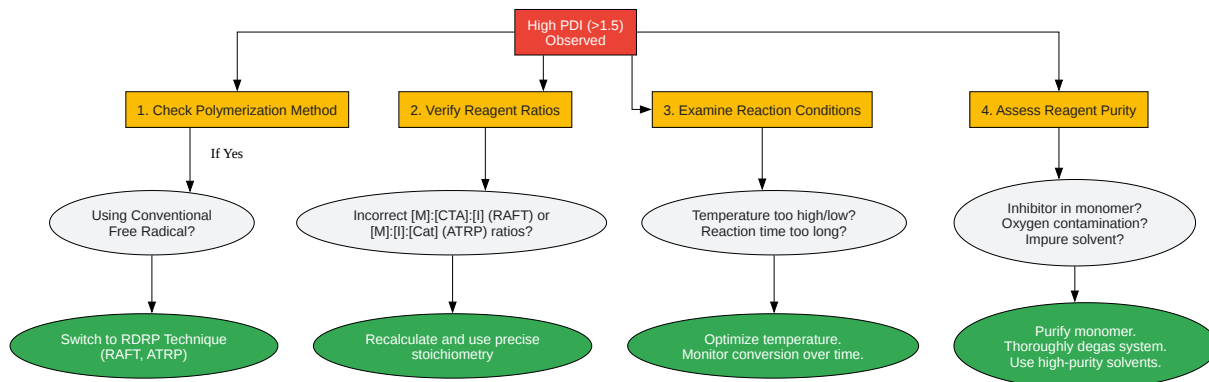 High PDI (>1.5)
Observed
1. Check Polymerization Method
2. Verify Reagent Ratios
3. Examine Reaction Conditions
4. Assess Reagent Purity
If Yes
Using Conventional
Free Radical?
Incorrect [M]:[CTA]:[I] (RAFT) or
[M]:[I]:[Cat] (ATRP) ratios?
Temperature too high/low?
Reaction time too long?
Inhibitor in monomer?
Oxygen contamination?
Impure solvent?
Switch to RDRP Technique
(RAFT, ATRP)
Recalculate and use precise
stoichiometry
Optimize temperature.
Monitor conversion over time.
Purify monomer.
Thoroughly degas system.
Use high-purity solvents.